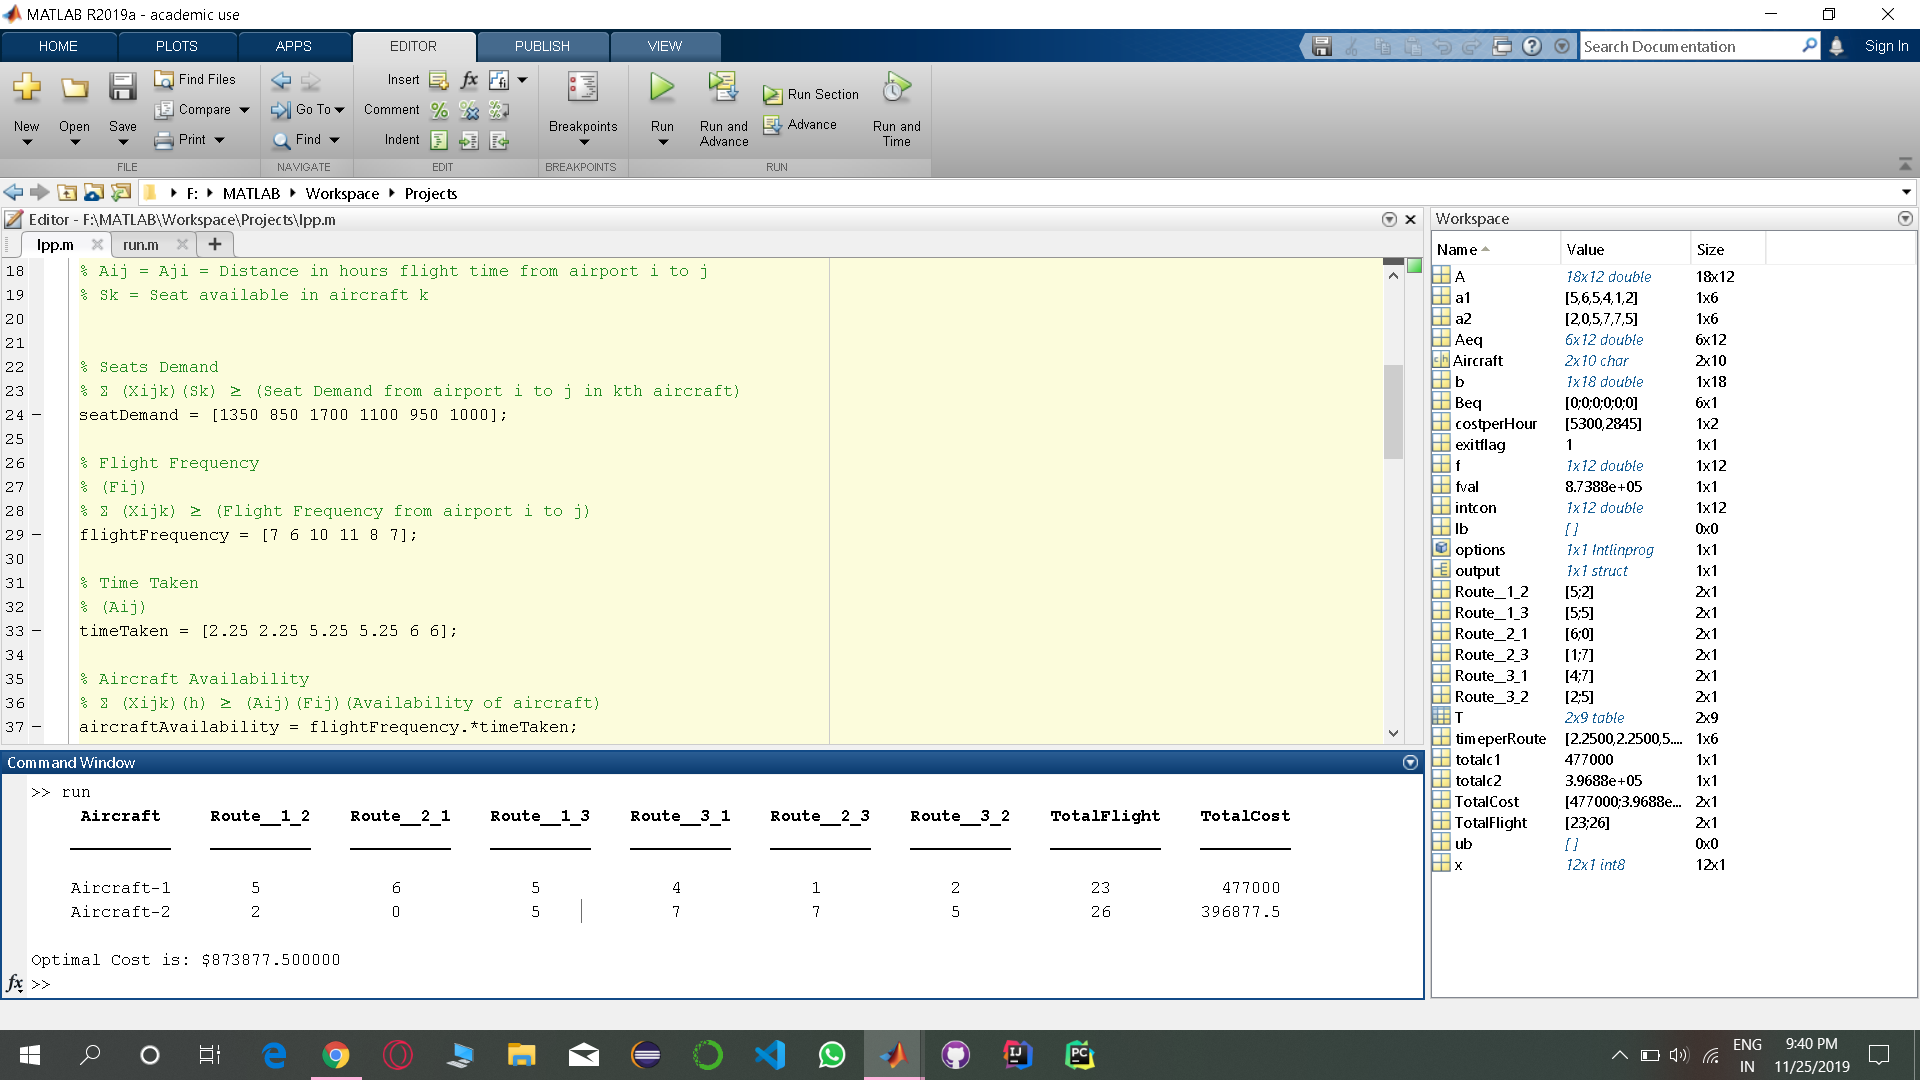 MATLAB R2019a - academic use
HOME PLOTS APPS EDITOR PUBLISH VIEW
Search Documentation
Sign In
New Open Save
Find Files
Compare
Print
Go To
Find
Insert
Comment
Indent
Breakpoints
Run
Run and Advance
Run Section
Advance
Run and Time
FILE NAVIGATE EDIT BREAKPOINTS RUN
F: MATLAB Workspace Projects
Editor - F:\MATLAB\Workspace\Projects\lpp.m
lpp.m run.m
18 % Aij = Aji = Distance in hours flight time from airport i to j
19 % Sk = Seat available in aircraft k
20
21
22 % Seats Demand
23 % Σ (Xijk)(Sk) ≥ (Seat Demand from airport i to j in kth aircraft)
24 seatDemand = [1350 850 1700 1100 950 1000];
25
26 % Flight Frequency
27 % (Fij)
28 % Σ (Xijk) ≥ (Flight Frequency from airport i to j)
29 flightFrequency = [7 6 10 11 8 7];
30
31 % Time Taken
32 % (Aij)
33 timeTaken = [2.25 2.25 5.25 5.25 6 6];
34
35 % Aircraft Availability
36 % Σ (Xijk)(h) ≥ (Aij)(Fij)(Availability of aircraft)
37 aircraftAvailability = flightFrequency.*timeTaken;
Command Window
>> run
Aircraft Route__1_2 Route__2_1 Route__1_3 Route__3_1 Route__2_3 Route__3_2 TotalFlight TotalCost
Aircraft-1 5 6 5 4 1 2 23 477000
Aircraft-2 2 0 5 7 7 5 26 396877.5
Optimal Cost is: $873877.500000
fx >>
Workspace
Name Value Size
A 18x12 double 18x12
a1 [5,6,5,4,1,2] 1x6
a2 [2,0,5,7,7,5] 1x6
Aeq 6x12 double 6x12
Aircraft 2x10 char 2x10
b 1x18 double 1x18
Beq [0;0;0;0;0;0] 6x1
costperHour [5300,2845] 1x2
exitflag 1 1x1
f 1x12 double 1x12
fval 8.7388e+05 1x1
intcon 1x12 double 1x12
lb [ ] 0x0
options 1x1 Intlinprog 1x1
output 1x1 struct 1x1
Route__1_2 [5;2] 2x1
Route__1_3 [5;5] 2x1
Route__2_1 [6;0] 2x1
Route__2_3 [1;7] 2x1
Route__3_1 [4;7] 2x1
Route__3_2 [2;5] 2x1
T 2x9 table 2x9
timeperRoute [2.2500,2.2500,5.... 1x6
totalc1 477000 1x1
totalc2 3.9688e+05 1x1
TotalCost [477000;3.9688e... 2x1
TotalFlight [23;26] 2x1
ub [ ] 0x0
x 12x1 int8 12x1
ENG
IN
9:40 PM
11/25/2019